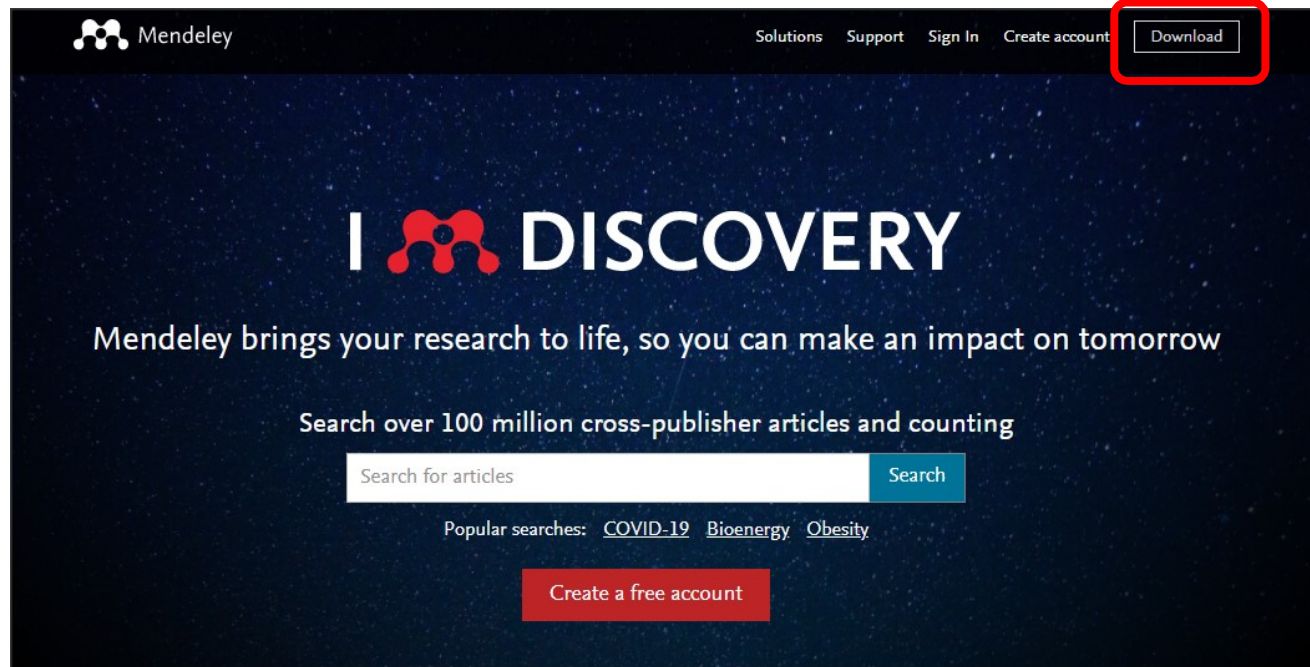 Mendeley Solutions Support Sign In Create account Download
I DISCOVERY
Mendeley brings your research to life, so you can make an impact on tomorrow
Search over 100 million cross-publisher articles and counting
Search for articles Search
Popular searches: COVID-19 Bioenergy Obesity
Create a free account